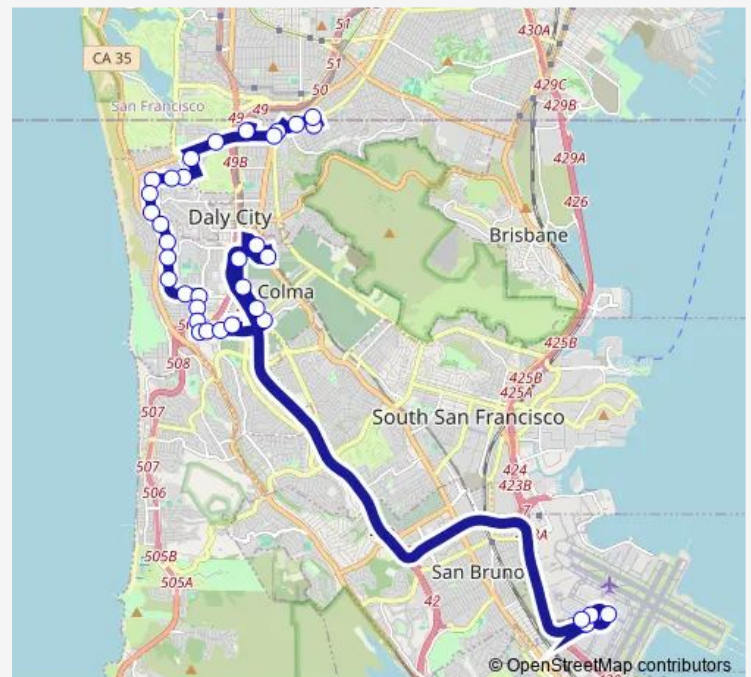 51
430A
CA 35
51
50
429C
429B
San Francisco
49
49
49B
429A
426
Daly City
Brisbane
Colma
425B
508
425B
425A
507
South San Francisco
507
424
506
423B
7
505B
San Bruno
505A
42
© OpenStreetMap contributors